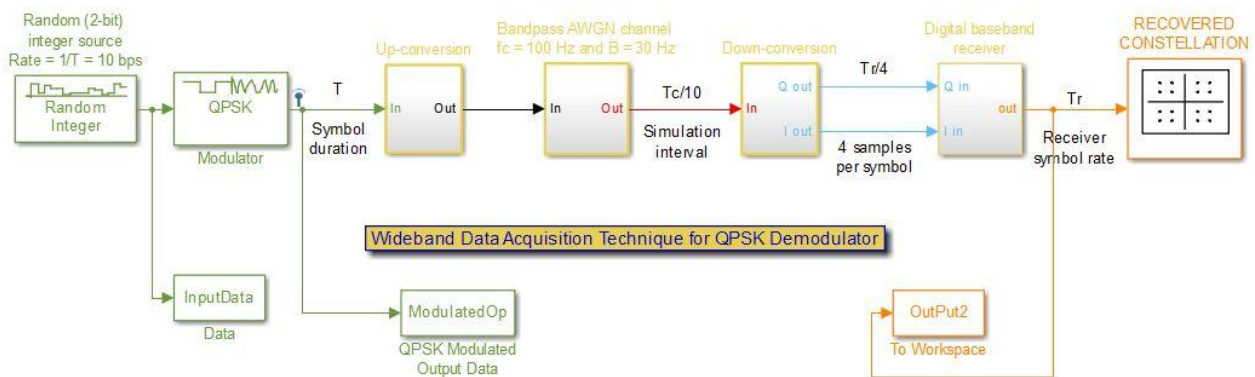 Random (2-bit)
integer source
Rate = 1/T = 10 bps
Random
Integer
QPSK
Modulator
T
Symbol
duration
Up-conversion
In
Out
Bandpass AWGN channel
fc = 100 Hz and B = 30 Hz
In
Out
Tc/10
Simulation
interval
Down-conversion
In
Q out
I out
Tr/4
4 samples
per symbol
Digital baseband
receiver
Q in
I in
out
Tr
Receiver
symbol rate
RECOVERED
CONSTELLATION
Wideband Data Acquisition Technique for QPSK Demodulator
InputData
Data
ModulatedOp
QPSK Modulated
Output Data
OutPut2
To Workspace